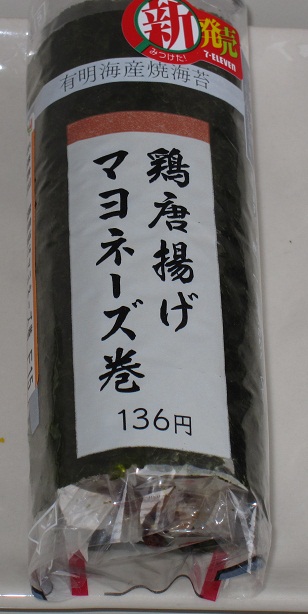 新発売
みつけた!
7-ELEVEN
有明海産焼海苔
鶏唐揚げ
マヨネーズ巻
136円